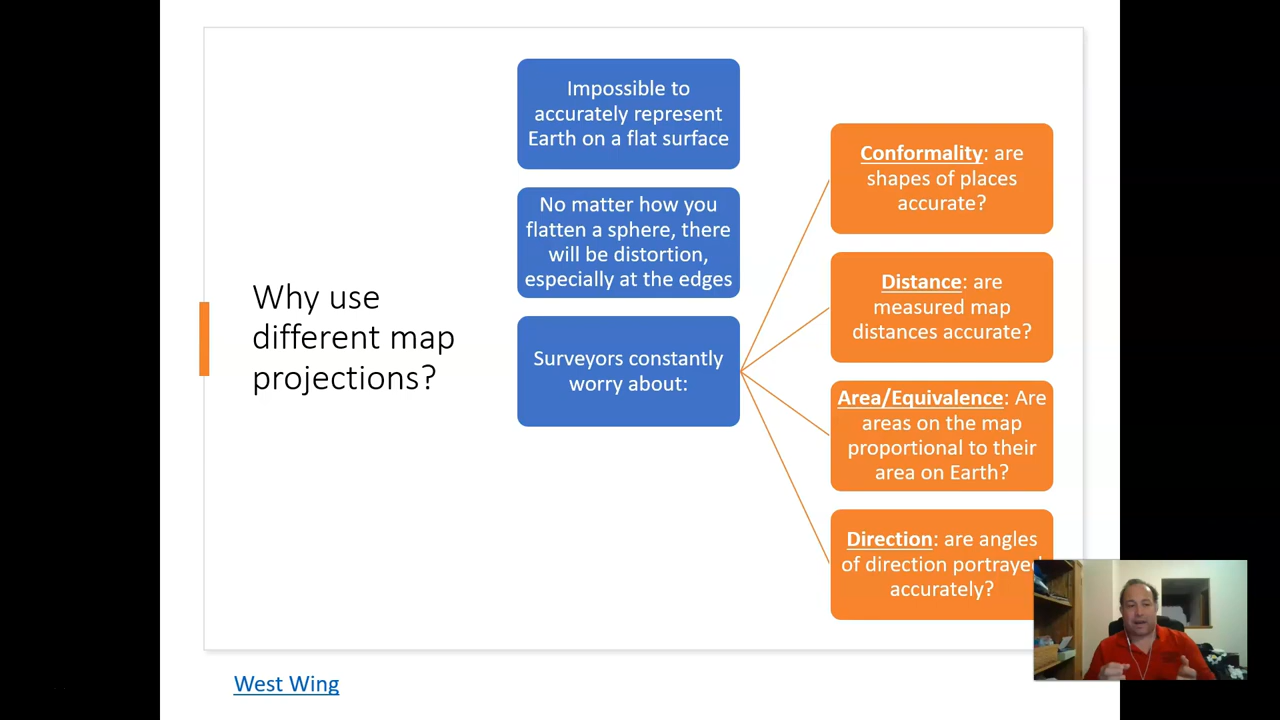 Why use
different map
projections?
Impossible to
accurately represent
Earth on a flat surface
No matter how you
flatten a sphere, there
will be distortion,
especially at the edges
Surveyors constantly
worry about:
Conformality: are
shapes of places
accurate?
Distance: are
measured map
distances accurate?
Area/Equivalence: Are
areas on the map
proportional to their
area on Earth?
Direction: are angles
of direction portrayed
accurately?
West Wing